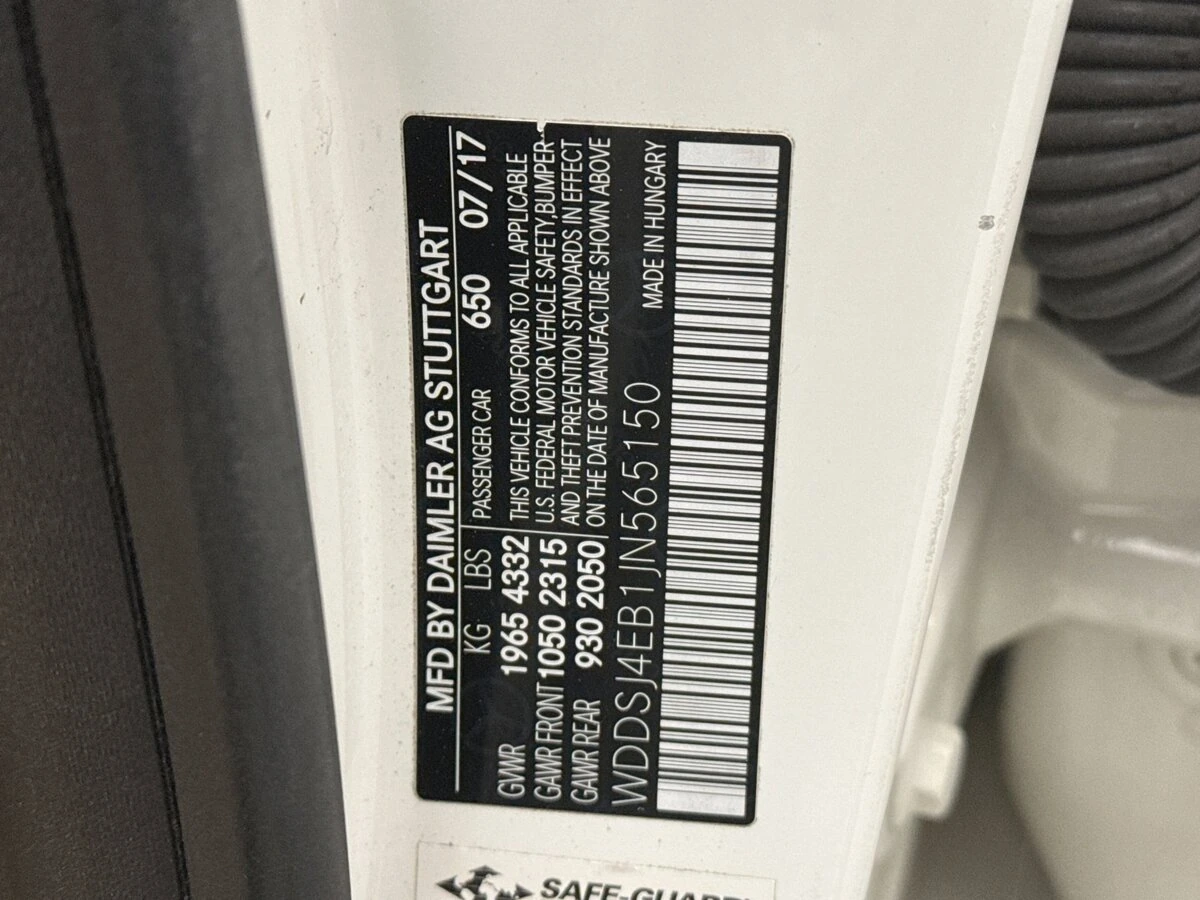 MFD BY DAIMLER AG STUTTGART
KG LBS PASSENGER CAR 650 07/17
GVWR 1965 4332 THIS VEHICLE CONFORMS TO ALL APPLICABLE
GAWR FRONT 1050 2315 U.S. FEDERAL MOTOR VEHICLE SAFETY,BUMPER
GAWR REAR 930 2050 AND THEFT PREVENTION STANDARDS IN EFFECT
ON THE DATE OF MANUFACTURE SHOWN ABOVE
WDDSJ4EB1JN565150 MADE IN HUNGARY
SAFE-GUARD